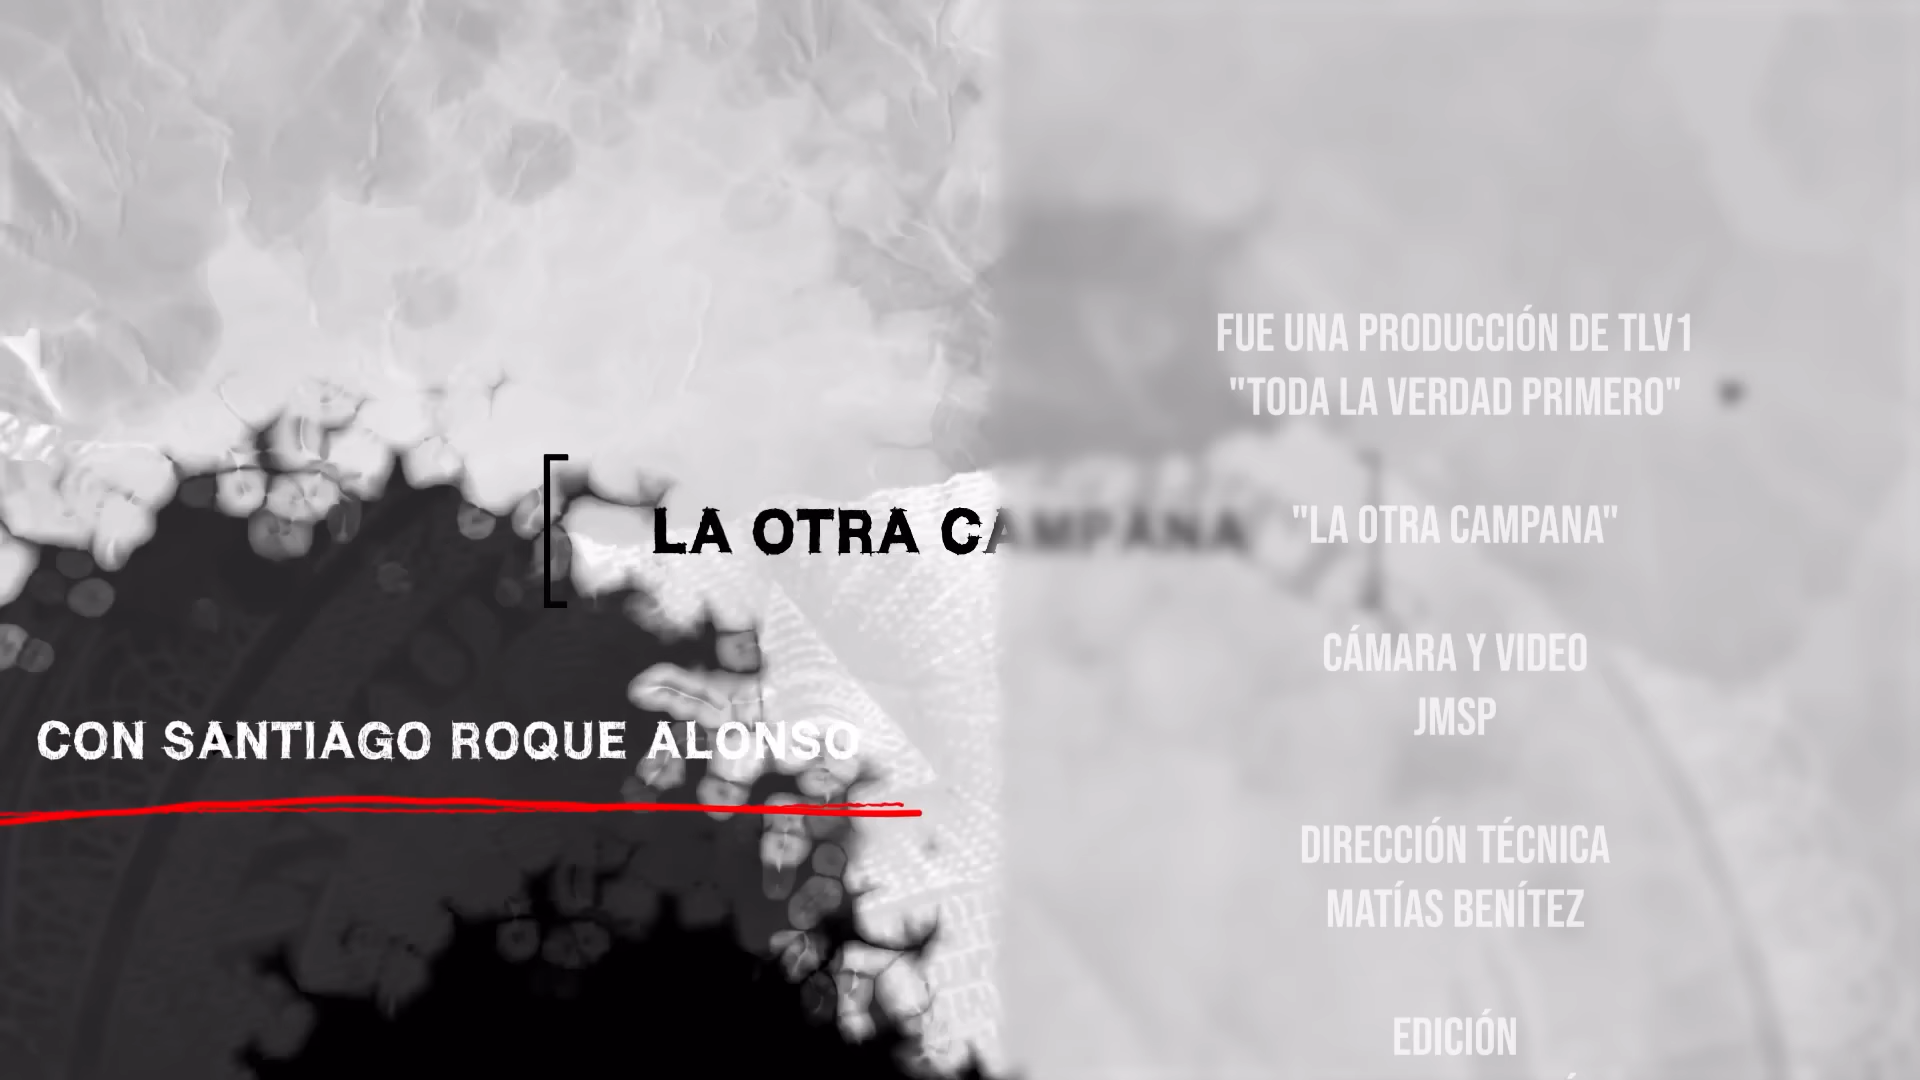 LA OTRA CAMPANA
CON SANTIAGO ROQUE ALONSO
FUE UNA PRODUCCIÓN DE TLV1
"TODA LA VERDAD PRIMERO"
"LA OTRA CAMPANA"
CÁMARA Y VIDEO
JMSP
DIRECCIÓN TÉCNICA
MATÍAS BENÍTEZ
EDICIÓN